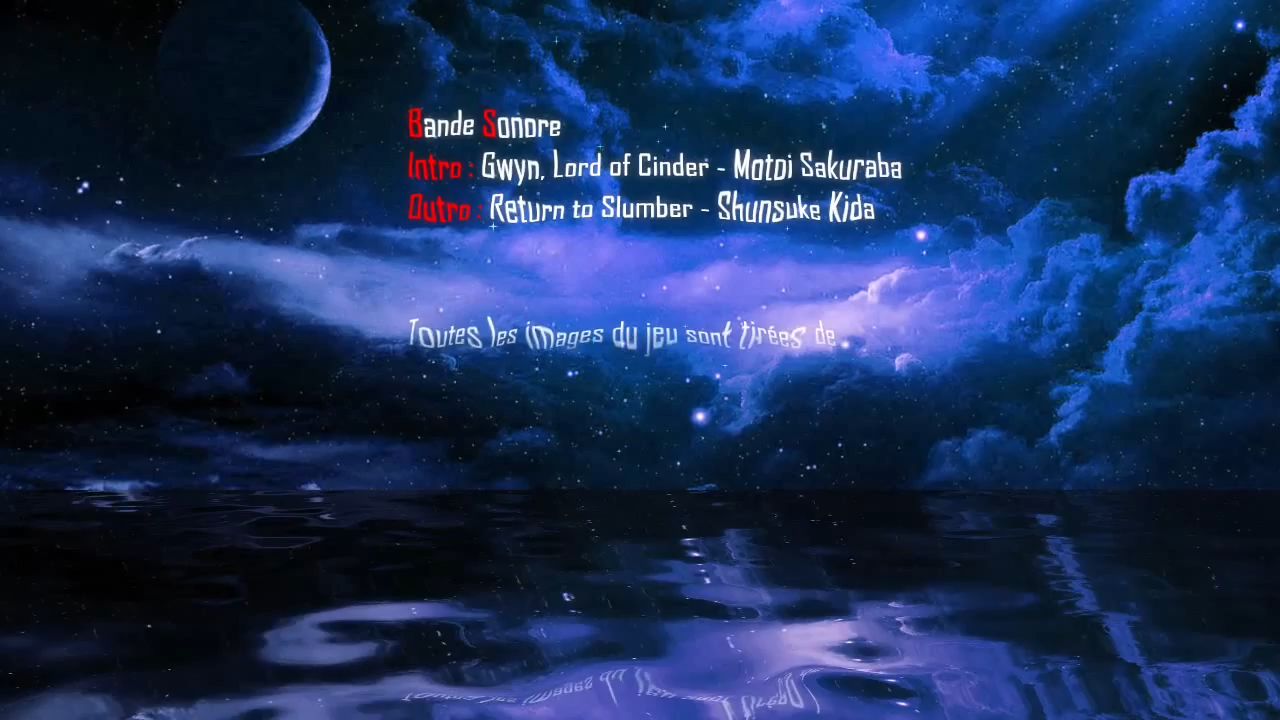 Bande Sonore
Intro : Gwyn, Lord of Cinder - Motoi Sakuraba
Outro : Return to Slumber - Shunsuke Kida
Toutes les images du jeu sont tirées de